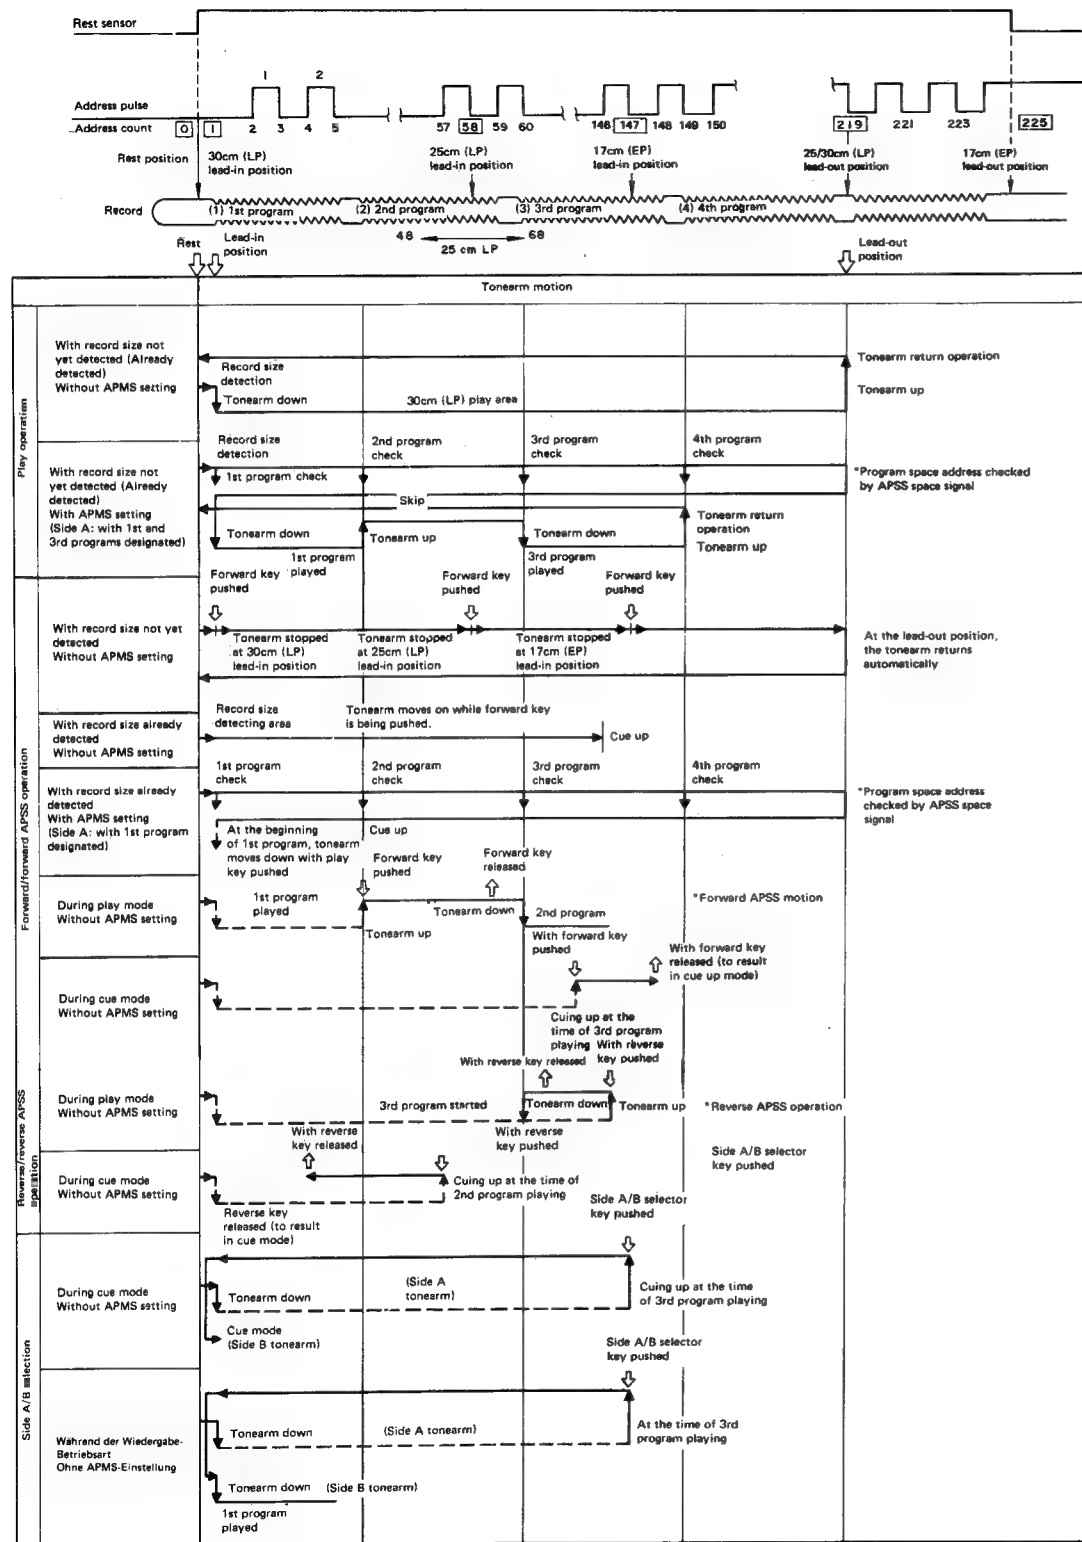 Rest sensor
1 2
Address pulse
Address count 0 1 2 3 4 5 57 58 59 60 146 147 148 149 150 219 221 223 225
Rest position
30cm (LP)
lead-in position
25cm (LP)
lead-in position
17cm (EP)
lead-in position
25/30cm (LP)
lead-out position
17cm (EP)
lead-out position
Record
(1) 1st program (2) 2nd program (3) 3rd program (4) 4th program
48 68
25 cm LP
Rest
Lead-in
position
Lead-out
position
Tonearm motion
Play operation
With record size not
yet detected (Already
detected)
Without APMS setting
Record size
detection
Tonearm down
30cm (LP) play area
Tonearm return operation
Tonearm up
With record size not
yet detected (Already
detected)
With APMS setting
(Side A: with 1st and
3rd programs designated)
Record size
detection
1st program check
2nd program
check
3rd program
check
4th program
check
*Program space address checked
by APSS space signal
Skip
Tonearm down
1st program
played
Tonearm up
Tonearm down
3rd program
played
Tonearm return
operation
Tonearm up
Forward/forward APSS operation
With record size not yet
detected
Without APMS setting
Forward key
pushed
Forward key
pushed
Forward key
pushed
Tonearm stopped
at 30cm (LP)
lead-in position
Tonearm stopped
at 25cm (LP)
lead-in position
Tonearm stopped
at 17cm (EP)
lead-in position
At the lead-out position,
the tonearm returns
automatically
With record size already
detected
Without APMS setting
Record size
detecting area
Tonearm moves on while forward key
is being pushed.
Cue up
With record size already
detected
With APMS setting
(Side A: with 1st program
designated)
1st program
check
2nd program
check
3rd program
check
4th program
check
*Program space address
checked by APSS space
signal
At the beginning
of 1st program, tonearm
moves down with play
key pushed
Cue up
During play mode
Without APMS setting
1st program
played
Forward key
pushed
Forward key
released
Tonearm up
Tonearm down
2nd program
*Forward APSS motion
During cue mode
Without APMS setting
With forward key
pushed
With forward key
released (to result
in cue up mode)
Cuing up at the
time of 3rd program
playing
Reverse/reverse APSS
operation
During play mode
Without APMS setting
With reverse key released
With reverse
key pushed
3rd program started
Tonearm down
Tonearm up
*Reverse APSS operation
During cue mode
Without APMS setting
With reverse
key released
With reverse
key pushed
Cuing up at the time of
2nd program playing
Reverse key
released (to result
in cue mode)
Side A/B selector
key pushed
Side A/B selection
During cue mode
Without APMS setting
Side A/B selector
key pushed
Tonearm down
(Side A
tonearm)
Cuing up at the time
of 3rd program playing
Cue mode
(Side B tonearm)
Während der Wiedergabe-
Betriebsart
Ohne APMS-Einstellung
Side A/B selector
key pushed
Tonearm down
(Side A tonearm)
At the time of 3rd
program playing
Tonearm down
(Side B tonearm)
1st program
played